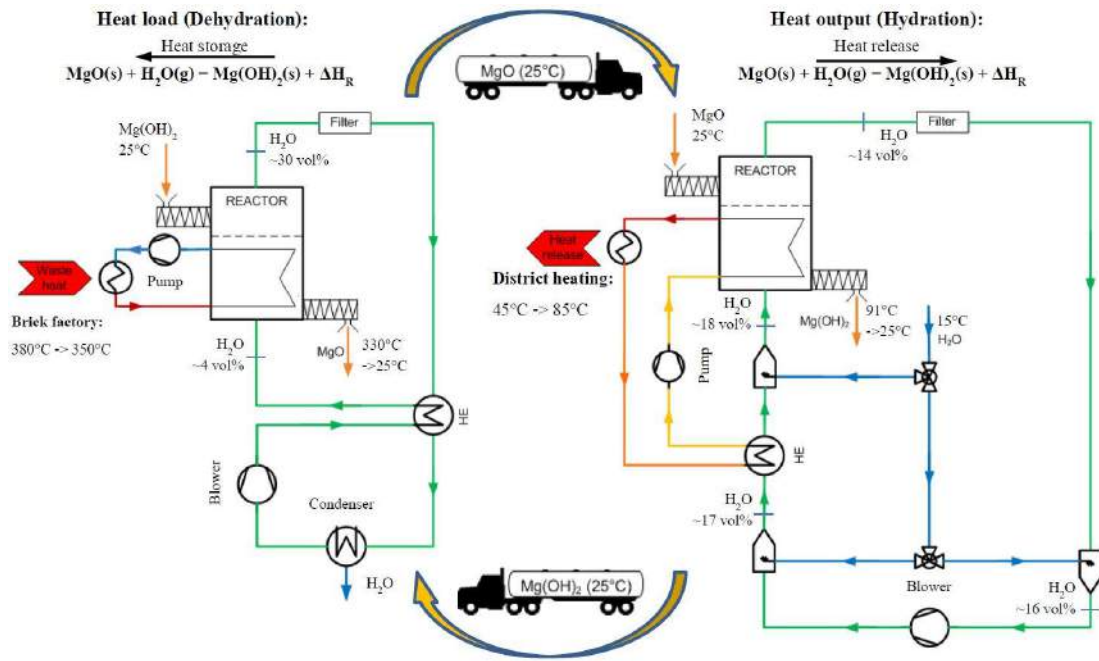 Heat load (Dehydration):
Heat storage
MgO(s) + H2O(g) − Mg(OH)2(s) + ΔHR
MgO (25°C)
Heat output (Hydration):
Heat release
MgO(s) + H2O(g) − Mg(OH)2(s) + ΔHR
Mg(OH)2
25°C
H2O
~30 vol%
Filter
REACTOR
Pump
Waste
heat
Brick factory:
380°C -> 350°C
H2O
~4 vol%
MgO
330°C
->25°C
HE
Blower
Condenser
H2O
MgO
25°C
H2O
~14 vol%
Filter
REACTOR
Heat
release
District heating:
45°C -> 85°C
H2O
~18 vol%
Mg(OH)2
91°C
->25°C
15°C
H2O
Pump
HE
H2O
~17 vol%
Blower
H2O
~16 vol%
Mg(OH)2 (25°C)